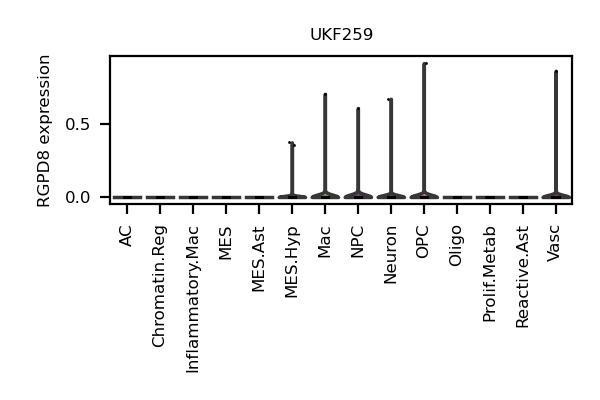 UKF259
RGPD8 expression
0.5
0.0
AC
Chromatin.Reg
Inflammatory.Mac
MES
MES.Ast
MES.Hyp
Mac
NPC
Neuron
OPC
Oligo
Prolif.Metab
Reactive.Ast
Vasc